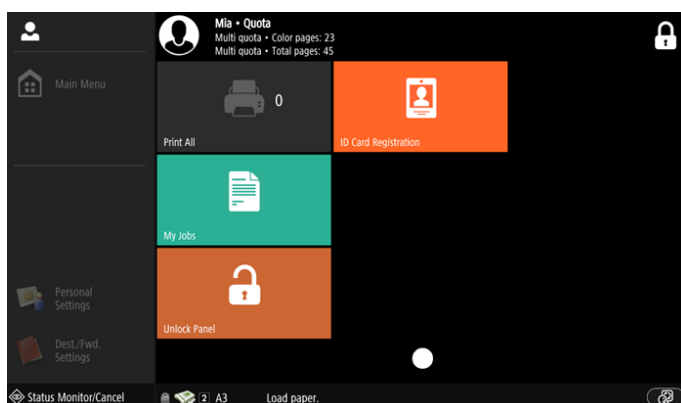 Mia • Quota
Multi quota • Color pages: 23
Multi quota • Total pages: 45
Main Menu
0
Print All
ID Card Registration
My Jobs
Unlock Panel
Personal
Settings
Dest./Fwd.
Settings
Status Monitor/Cancel
2 A3 Load paper.